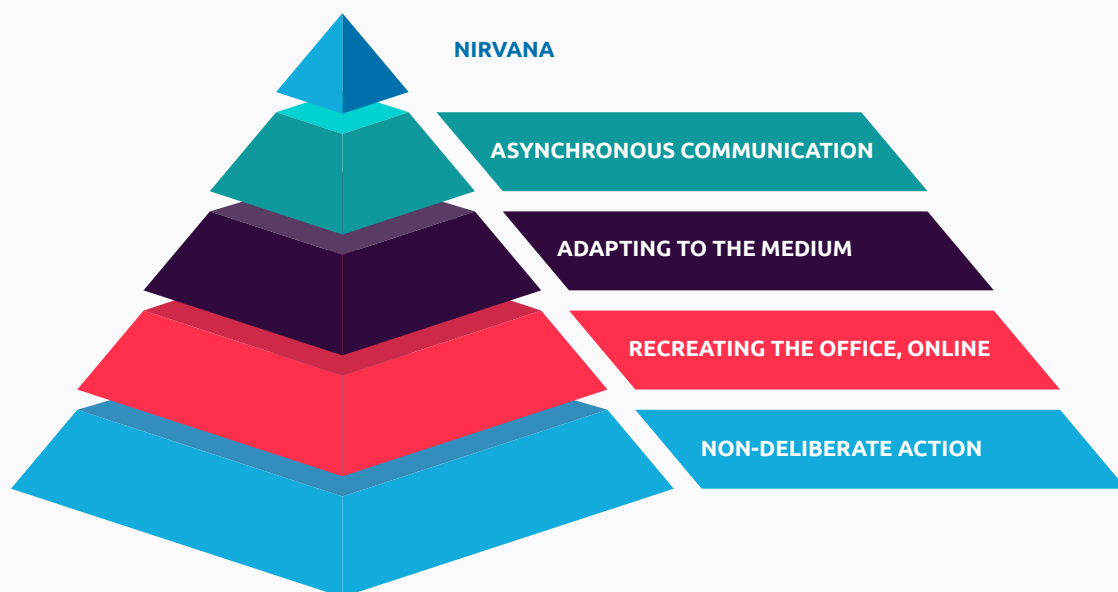 NIRVANA
ASYNCHRONOUS COMMUNICATION
ADAPTING TO THE MEDIUM
RECREATING THE OFFICE, ONLINE
NON-DELIBERATE ACTION